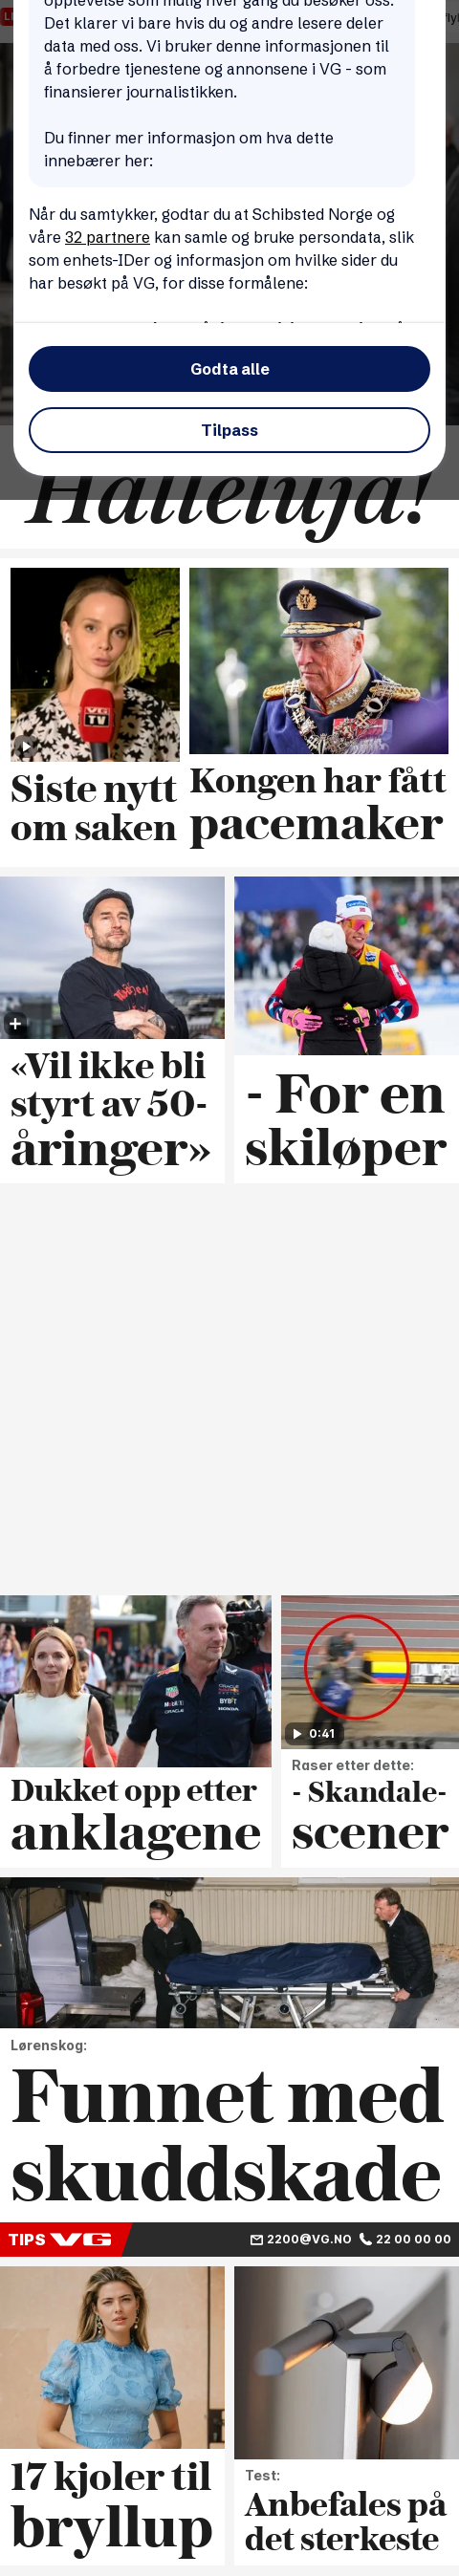 opplevelse som mulig hver gang du besøker oss.
Det klarer vi bare hvis du og andre lesere deler
data med oss. Vi bruker denne informasjonen til
å forbedre tjenestene og annonsene i VG - som
finansierer journalistikken.
Du finner mer informasjon om hva dette
innebærer her:
Når du samtykker, godtar du at Schibsted Norge og
våre 32 partnere kan samle og bruke persondata, slik
som enhets-IDer og informasjon om hvilke sider du
har besøkt på VG, for disse formålene:
Godta alle
Tilpass
Halleluja!
VG
TV
Siste nytt
om saken
Kongen har fått
pacemaker
«Vil ikke bli
styrt av 50-
åringer»
- For en
skiløper
Dukket opp etter
anklagene
0:41
Raser etter dette:
- Skandale-
scener
Lørenskog:
Funnet med
skuddskade
TIPS VG
2200@VG.NO
22 00 00 00
17 kjoler til
bryllup
Test:
Anbefales på
det sterkeste